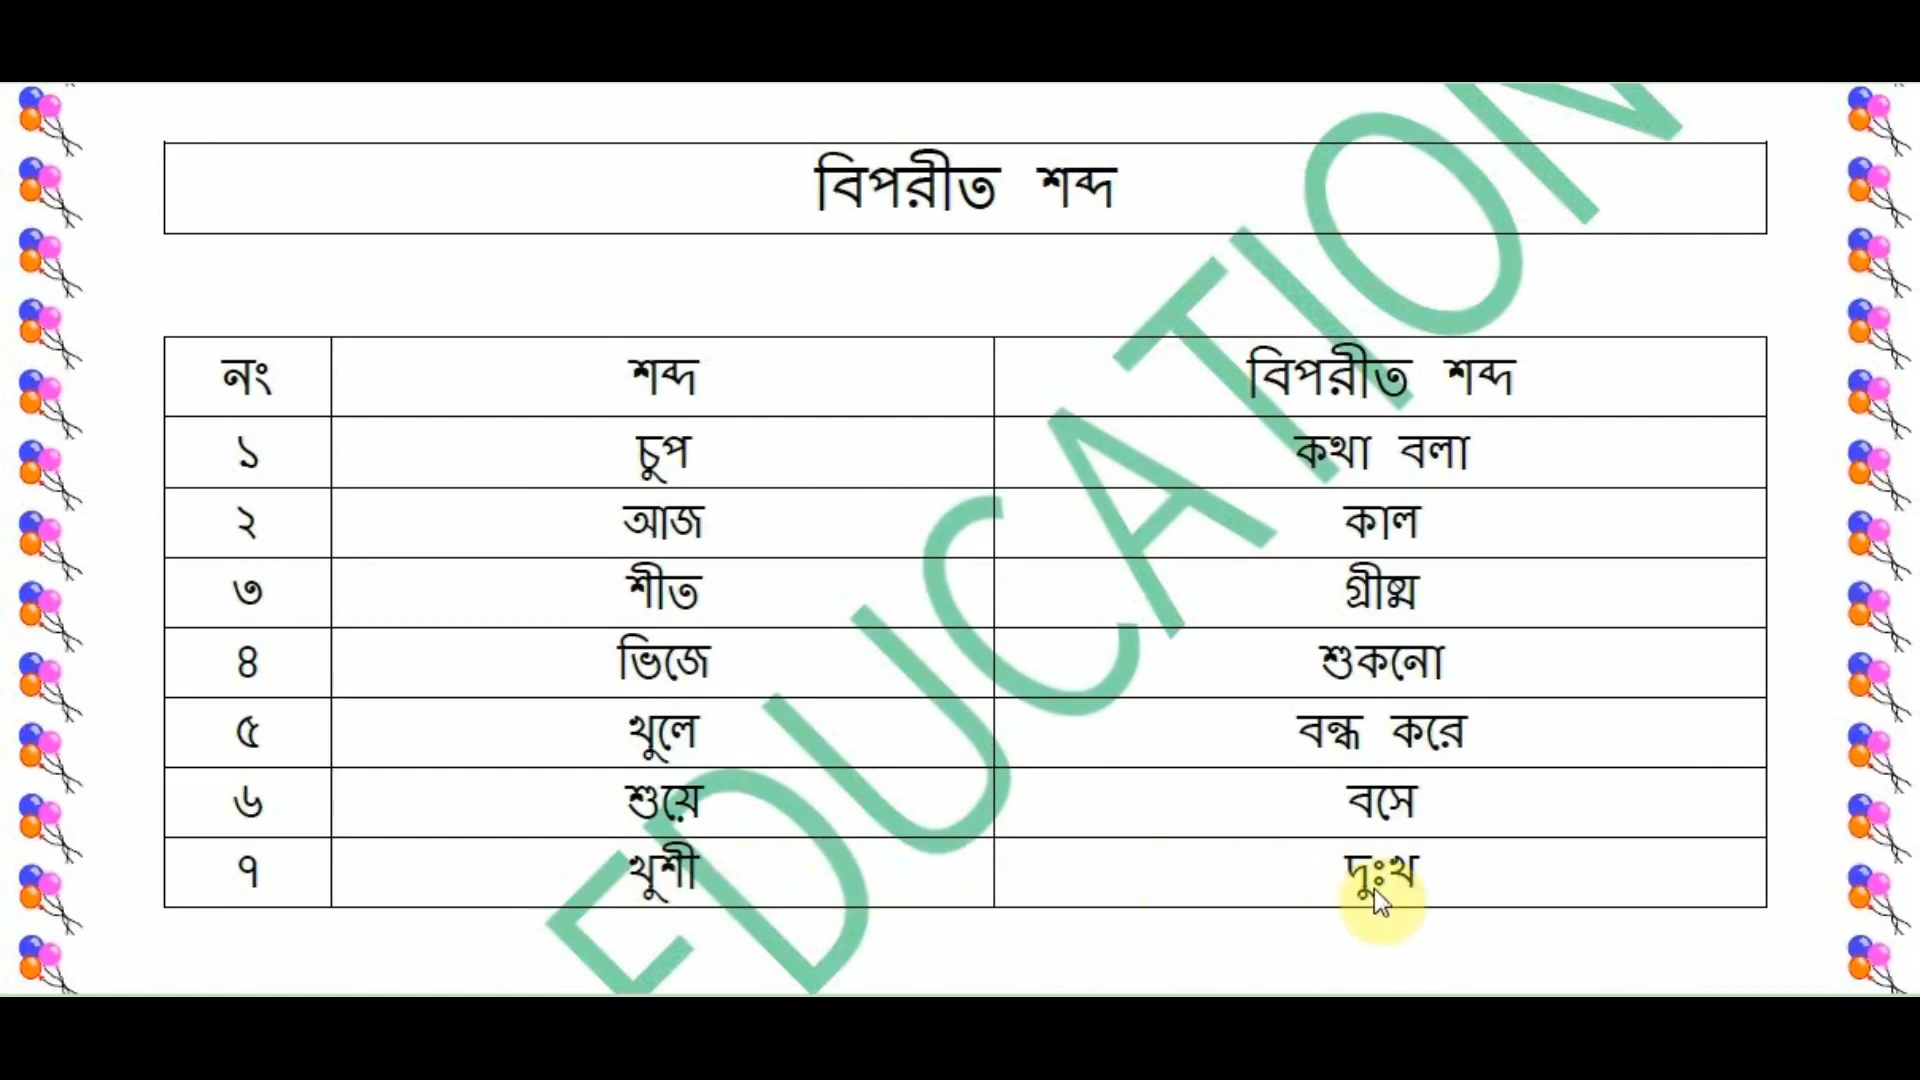 বিপরীত শব্দ
নং শব্দ বিপরীত শব্দ
১ চুপ কথা বলা
২ আজ কাল
৩ শীত গ্রীষ্ম
৪ ভিজে শুকনো
৫ খুলে বন্ধ করে
৬ শুয়ে বসে
৭ খুশী দুঃখ
EDUCATION